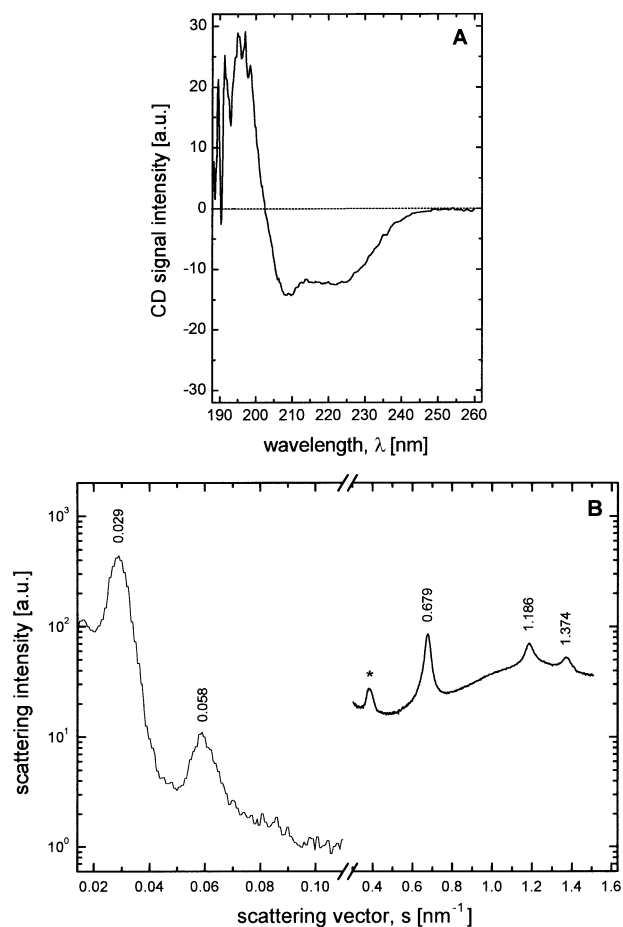 A
30
20
10
0
-10
-20
-30
CD signal intensity [a.u.]
190 200 210 220 230 240 250 260
wavelength, λ [nm]
B
10³
10²
10¹
10⁰
scattering intensity [a.u.]
0.029
0.058
*
0.679
1.186
1.374
0.02 0.04 0.06 0.08 0.10 0.4 0.6 0.8 1.0 1.2 1.4 1.6
scattering vector, s [nm⁻¹]